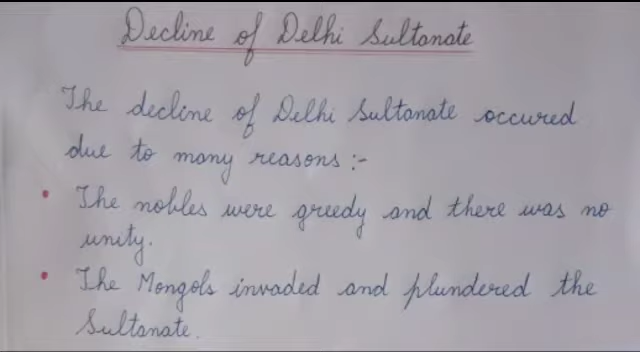 Decline of Delhi Sultanate
The decline of Delhi Sultanate occured
due to many reasons :-
• The nobles were greedy and there was no
unity.
• The Mongols invaded and plundered the
Sultanate.